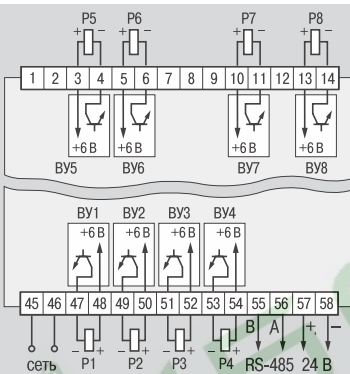 P5 P6 P7 P8
+ − + − + − + −
1 2 3 4 5 6 7 8 9 10 11 12 13 14
+6 В +6 В +6 В +6 В
ВУ5 ВУ6 ВУ7 ВУ8
ВУ1 ВУ2 ВУ3 ВУ4
+6 В +6 В +6 В +6 В
45 46 47 48 49 50 51 52 53 54 55 56 57 58
B A + −
− + − + − + − +
сеть P1 P2 P3 P4 RS-485 24 В